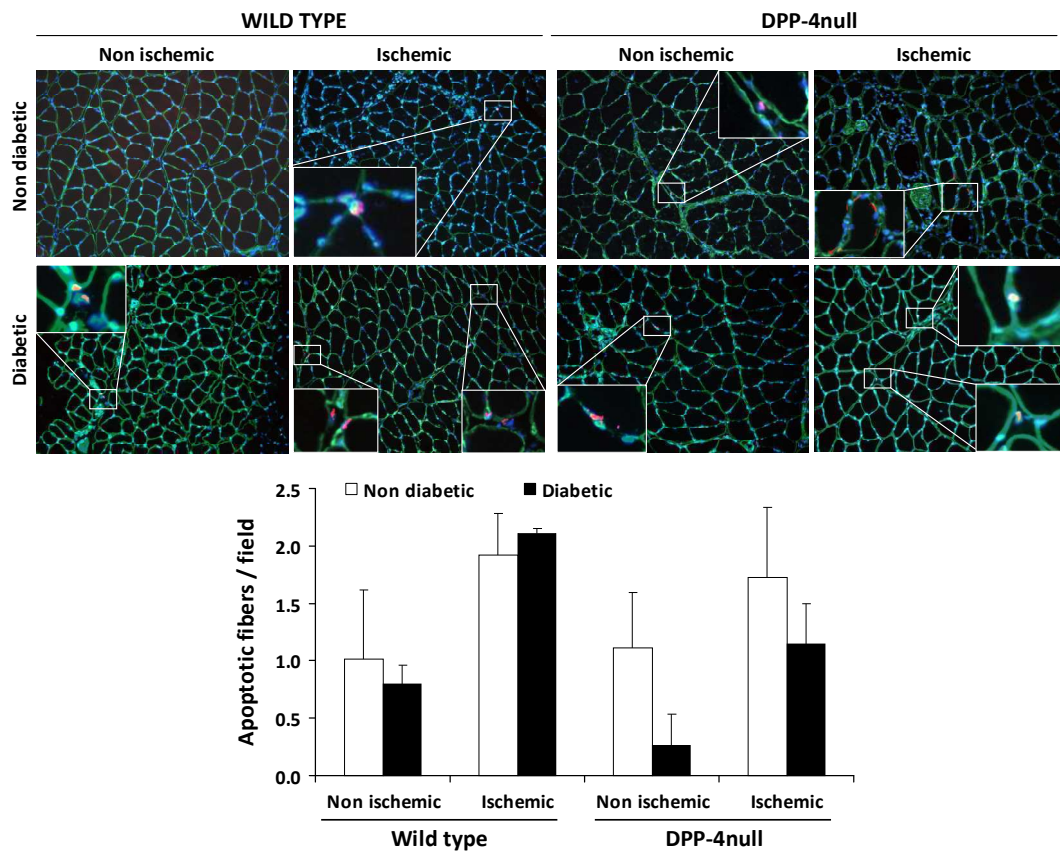 WILD TYPE DPP-4null
Non ischemic Ischemic Non ischemic Ischemic
Non diabetic
Diabetic
Non diabetic Diabetic
Apoptotic fibers / field
2.5
2.0
1.5
1.0
0.5
0.0
Non ischemic Ischemic Non ischemic Ischemic
Wild type DPP-4null